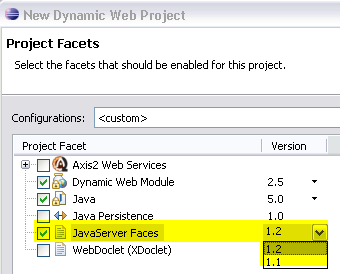 New Dynamic Web Project
Project Facets
Select the facets that should be enabled for this project.
Configurations: <custom>
Project Facet Version
Axis2 Web Services
Dynamic Web Module 2.5
Java 5.0
Java Persistence 1.0
JavaServer Faces 1.2
1.2
WebDoclet (XDoclet) 1.1